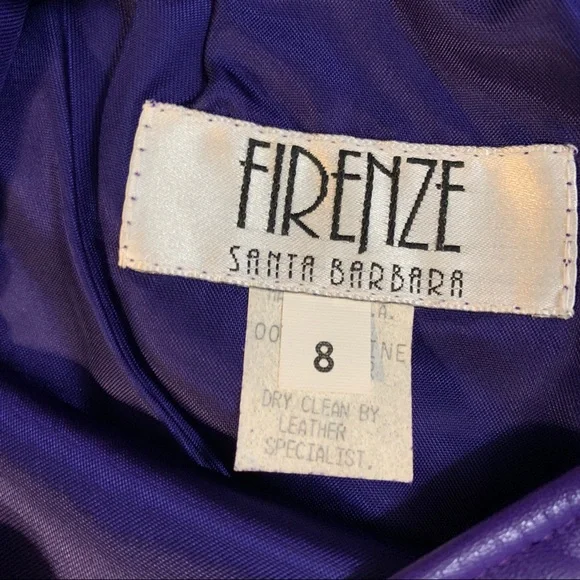 FIRENZE
SANTA BARBARA
8
DRY CLEAN BY
LEATHER
SPECIALIST.